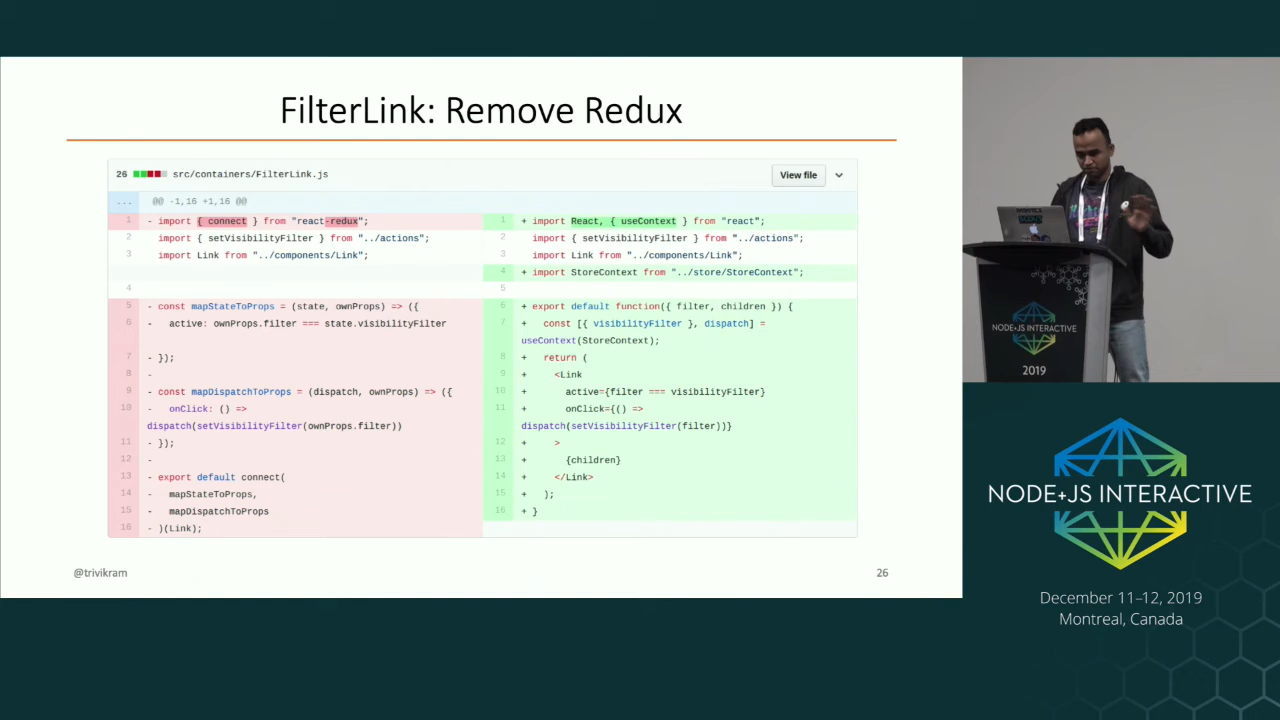 FilterLink: Remove Redux
26 src/containers/FilterLink.js View file
... @@ -1,16 +1,16 @@
1 - import { connect } from "react-redux";
2 import { setVisibilityFilter } from "../actions";
3 import Link from "../components/Link";
4
5 - const mapStateToProps = (state, ownProps) => ({
6 - active: ownProps.filter === state.visibilityFilter
7 - });
8 -
9 - const mapDispatchToProps = (dispatch, ownProps) => ({
10 - onClick: () =>
dispatch(setVisibilityFilter(ownProps.filter))
11 - });
12 -
13 - export default connect(
14 - mapStateToProps,
15 - mapDispatchToProps
16 - )(Link);
1 + import React, { useContext } from "react";
2 import { setVisibilityFilter } from "../actions";
3 import Link from "../components/Link";
4 + import StoreContext from "../store/StoreContext";
5
6 + export default function({ filter, children }) {
7 + const [{ visibilityFilter }, dispatch] =
useContext(StoreContext);
8 + return (
9 + <Link
10 + active={filter === visibilityFilter}
11 + onClick={() =>
dispatch(setVisibilityFilter(filter))}
12 + >
13 + {children}
14 + </Link>
15 + );
16 + }
@trivikram
26
NODE+JS INTERACTIVE
2019
NODE+JS INTERACTIVE
December 11–12, 2019
Montreal, Canada